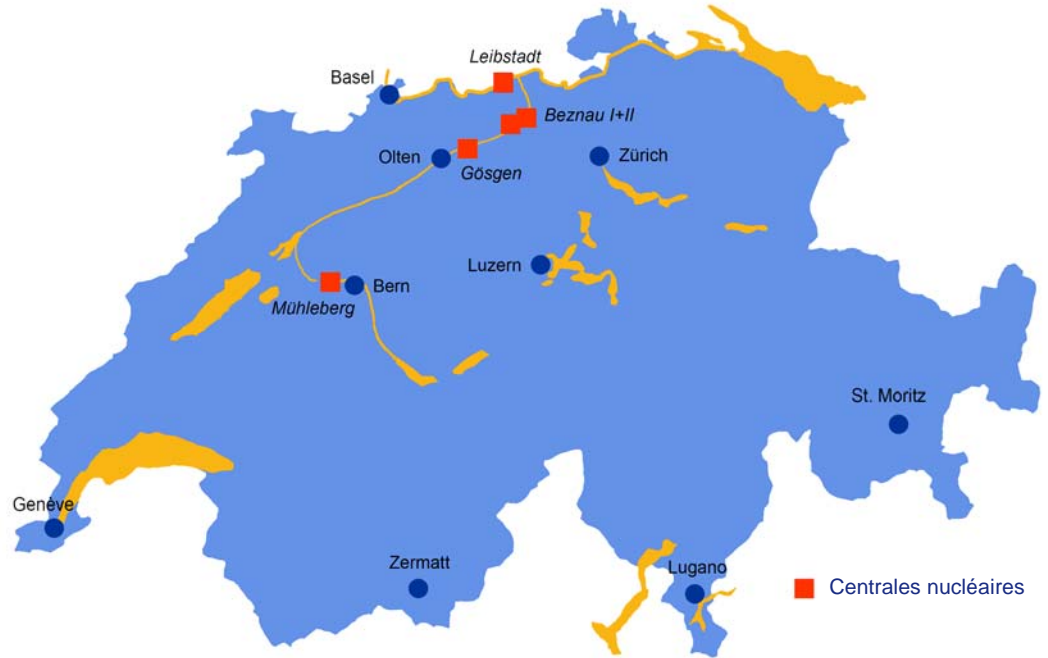 Leibstadt
Basel
Beznau I+II
Olten
Zürich
Gösgen
Luzern
Bern
Mühleberg
St. Moritz
Genève
Zermatt
Lugano
Centrales nucléaires